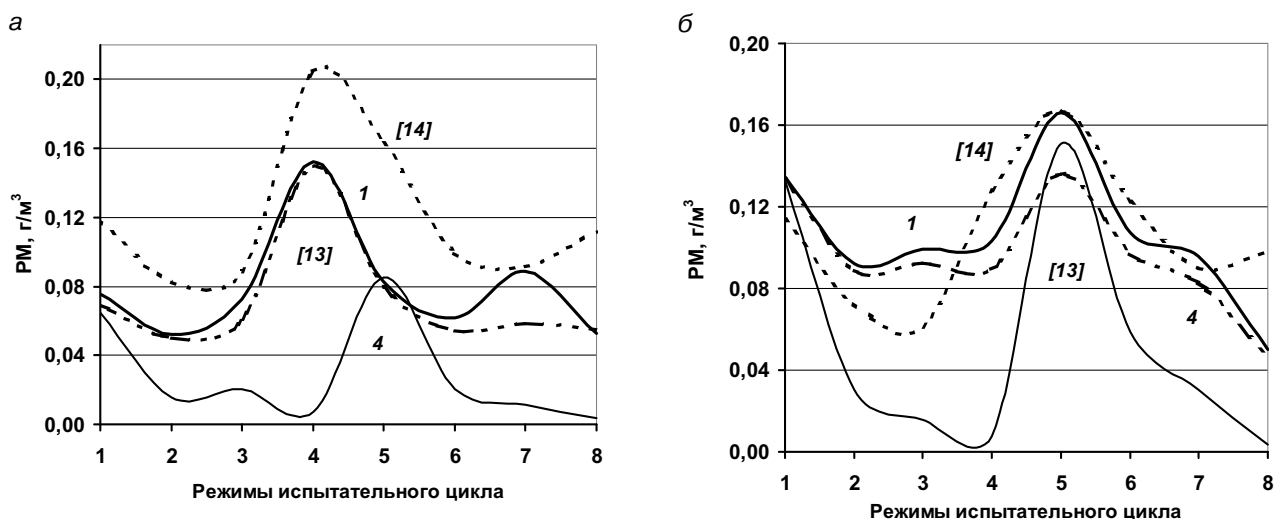 а
PM, г/м³
0,20
0,16
0,12
0,08
0,04
0,00
[14]
1
[13]
4
1 2 3 4 5 6 7 8
Режимы испытательного цикла
б
PM, г/м³
0,20
0,16
0,12
0,08
0,04
0,00
[14]
1
[13]
4
1 2 3 4 5 6 7 8
Режимы испытательного цикла